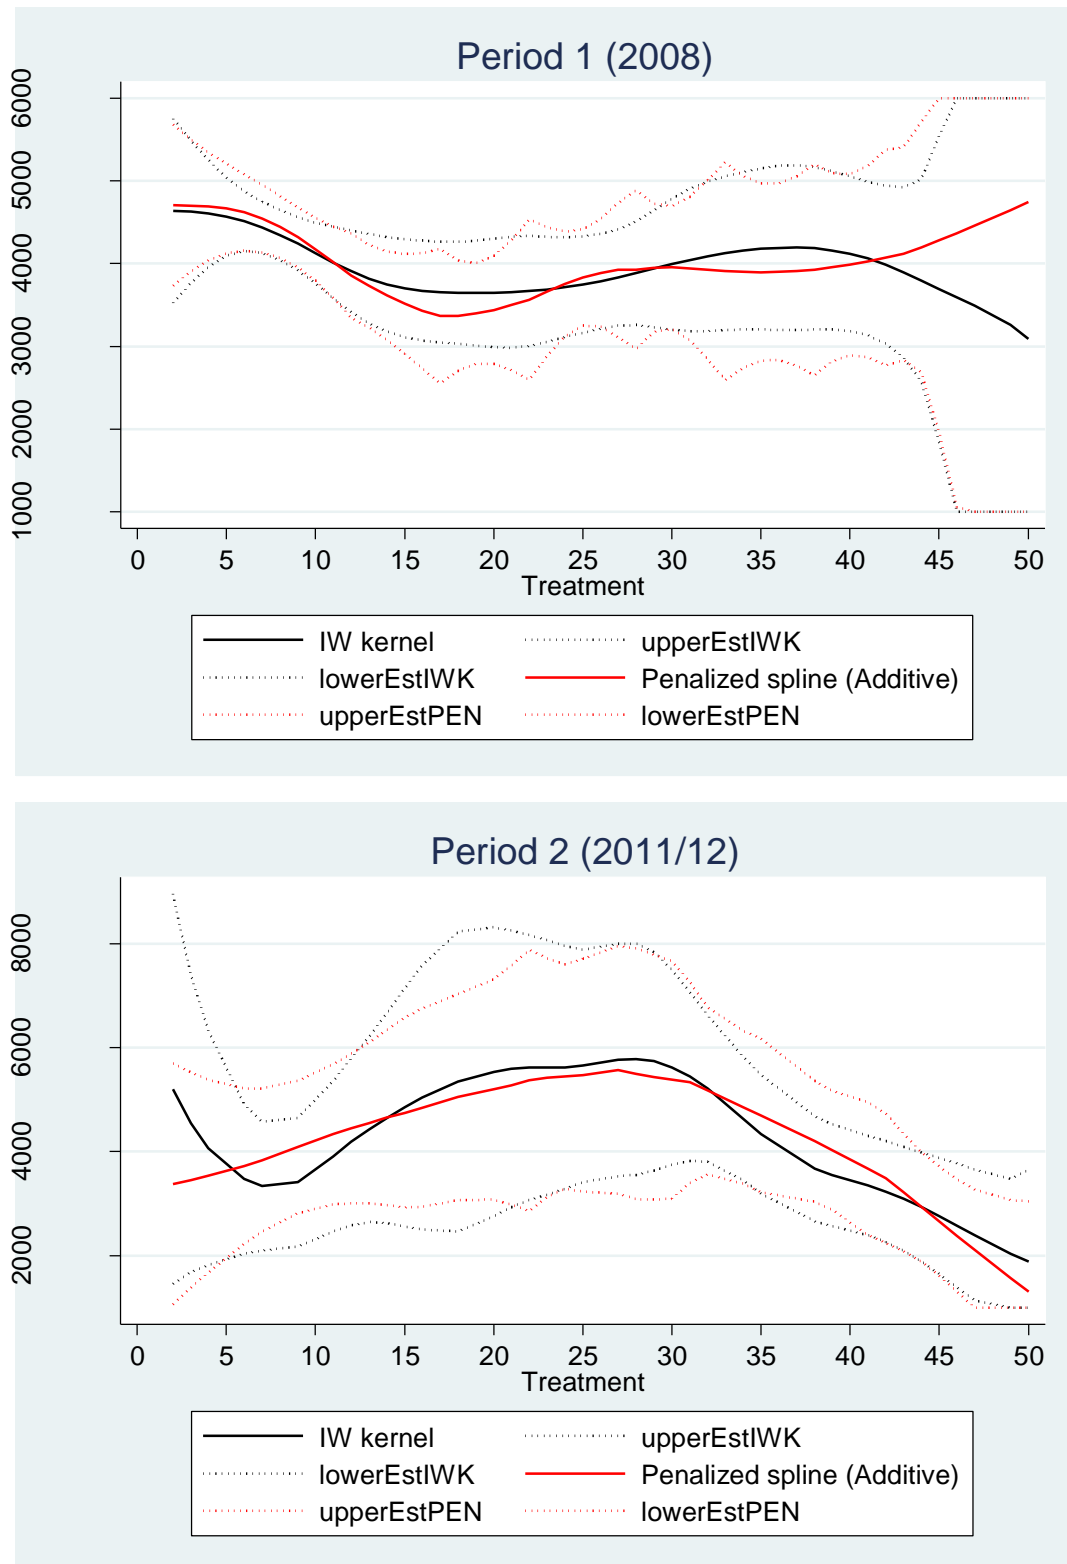 Period 1 (2008)
6000
5000
4000
3000
2000
1000
0 5 10 15 20 25 30 35 40 45 50
Treatment
IW kernel upperEstIWK
lowerEstIWK Penalized spline (Additive)
upperEstPEN lowerEstPEN
Period 2 (2011/12)
8000
6000
4000
2000
0 5 10 15 20 25 30 35 40 45 50
Treatment
IW kernel upperEstIWK
lowerEstIWK Penalized spline (Additive)
upperEstPEN lowerEstPEN